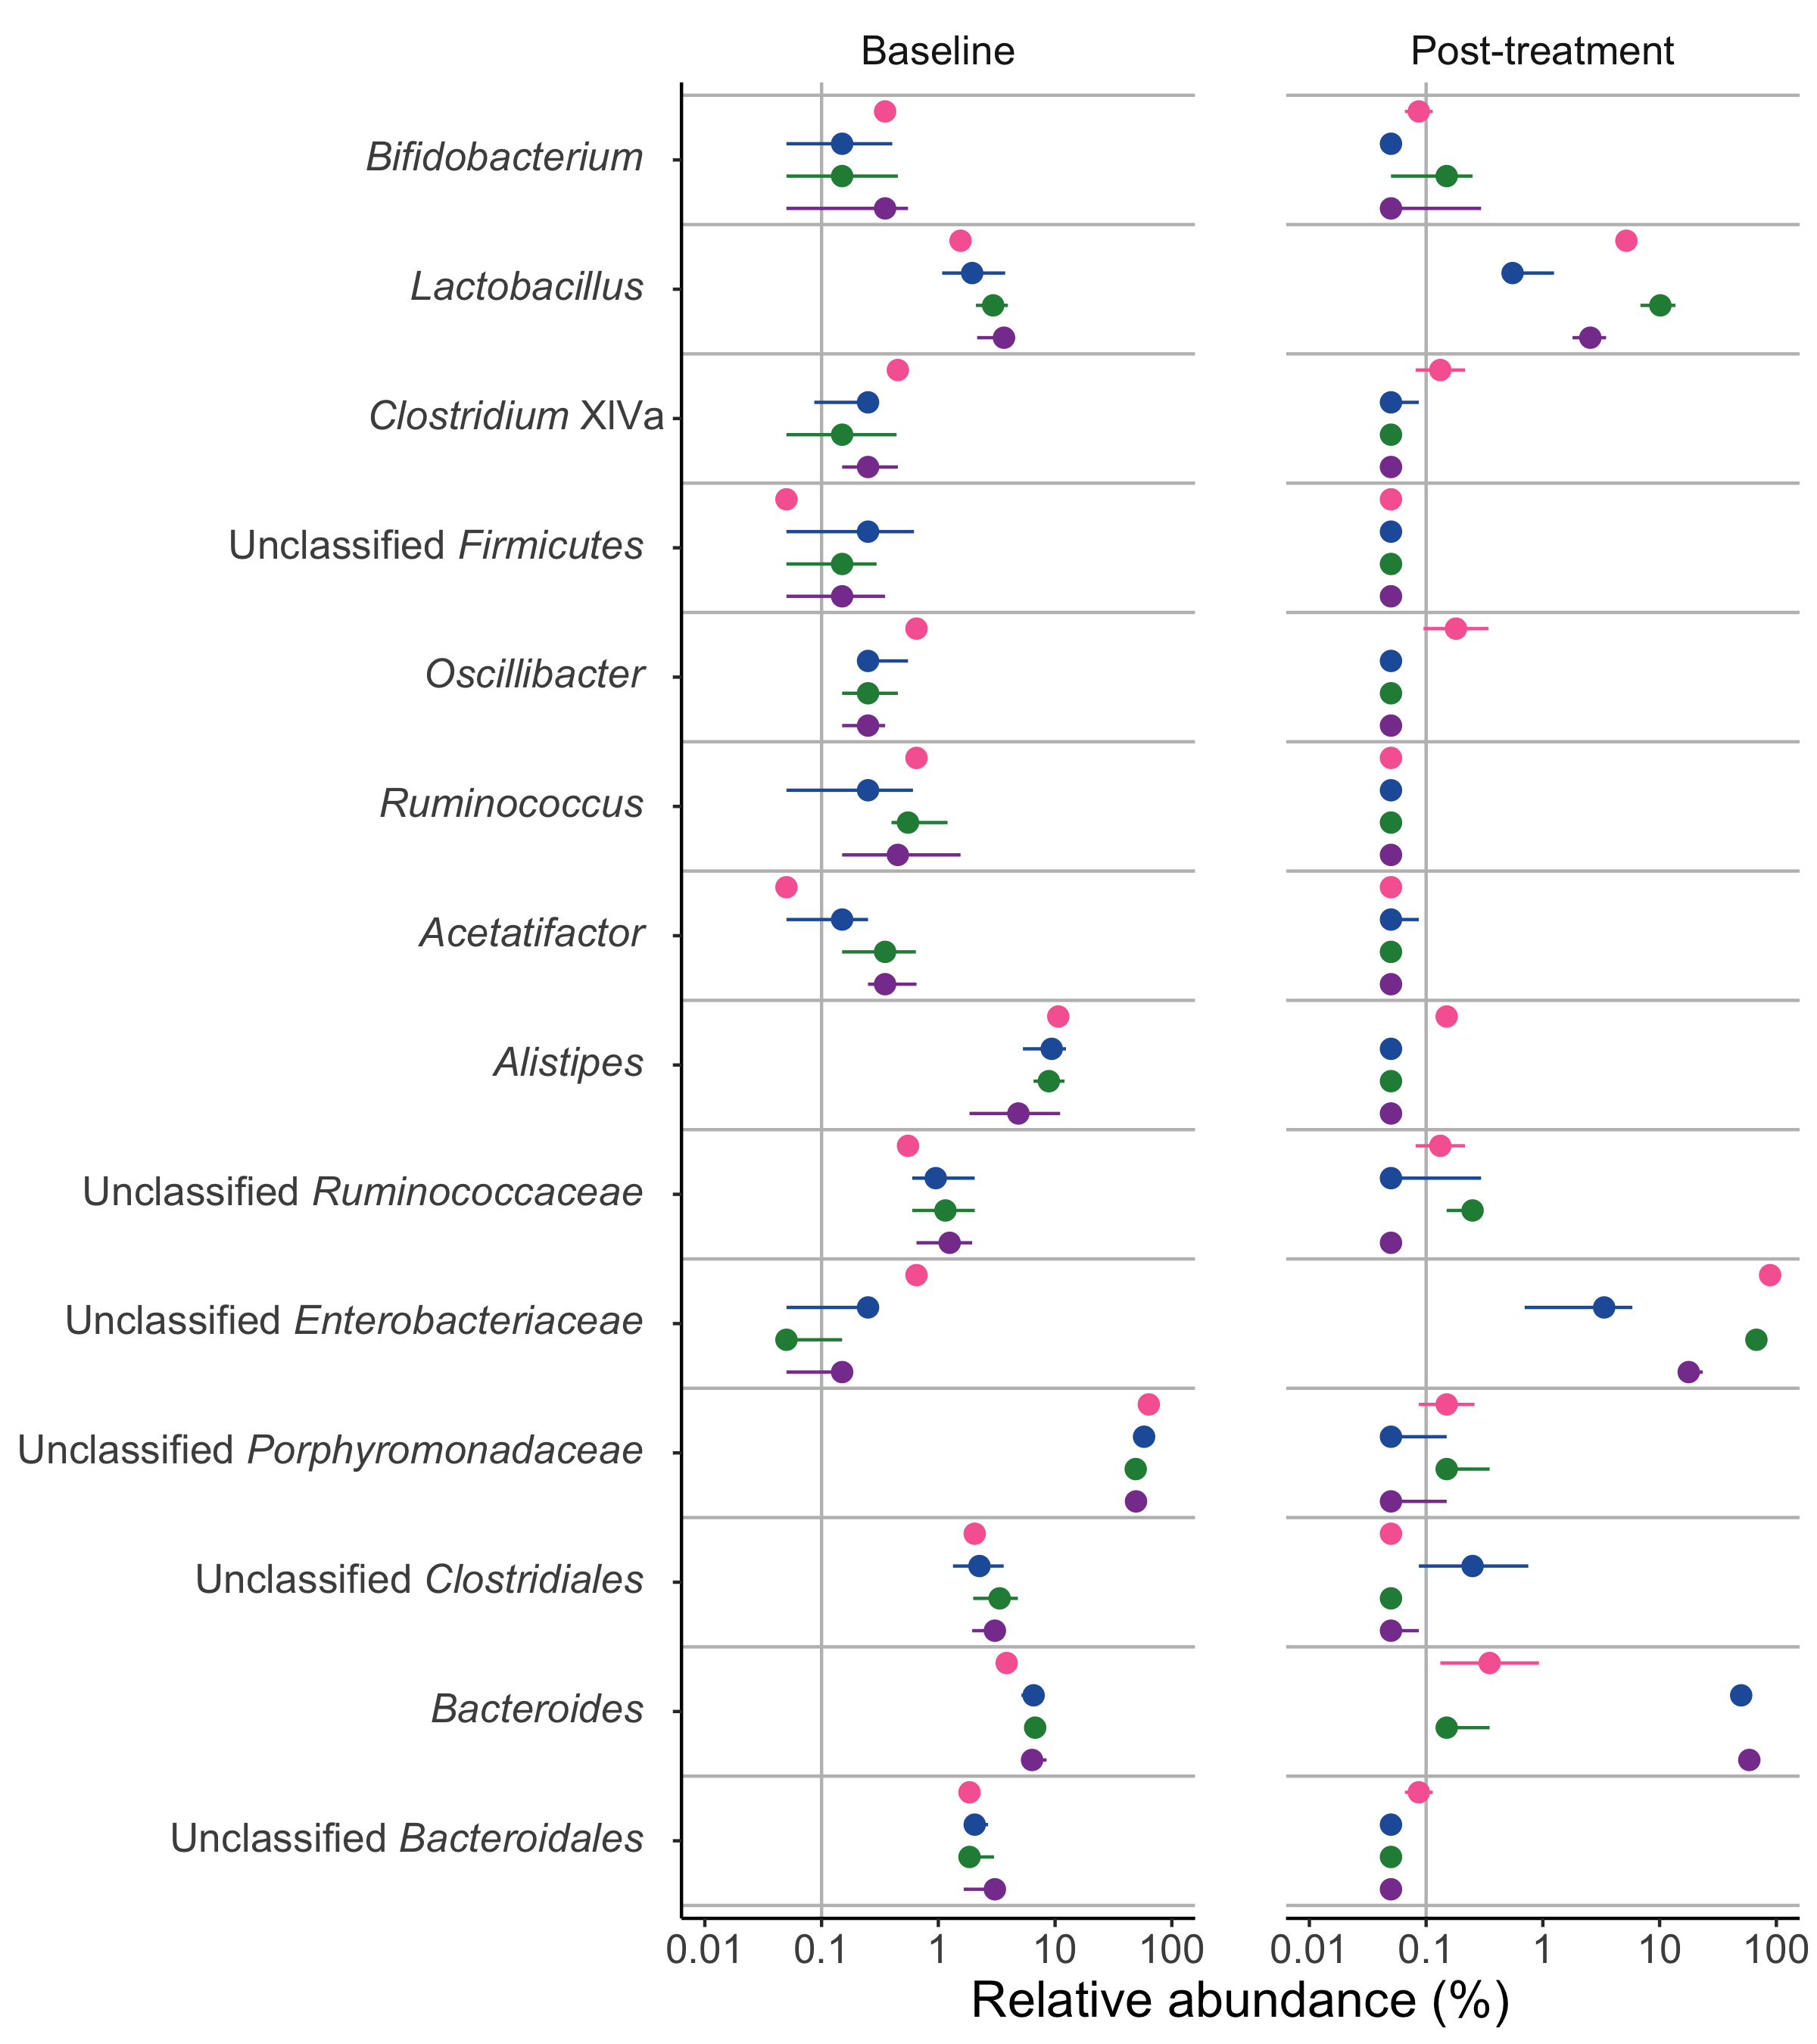 Baseline Post-treatment
Bifidobacterium
Lactobacillus
Clostridium XIVa
Unclassified Firmicutes
Oscillibacter
Ruminococcus
Acetatifactor
Alistipes
Unclassified Ruminococcaceae
Unclassified Enterobacteriaceae
Unclassified Porphyromonadaceae
Unclassified Clostridiales
Bacteroides
Unclassified Bacteroidales
0.01 0.1 1 10 100 0.01 0.1 1 10 100
Relative abundance (%)